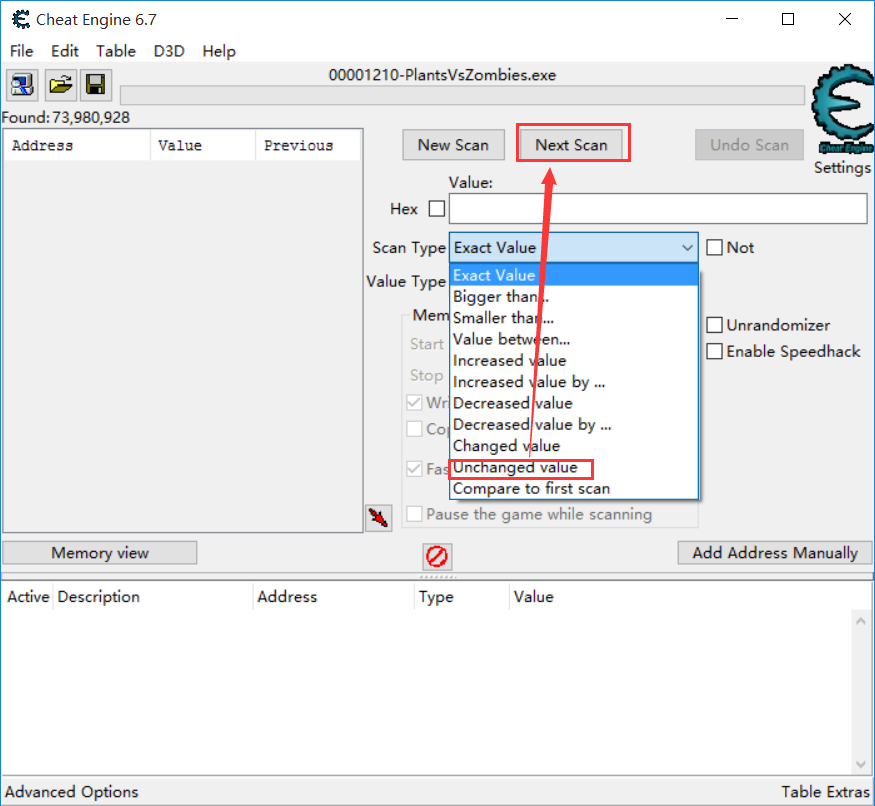 Cheat Engine 6.7
File Edit Table D3D Help
00001210-PlantsVsZombies.exe
Found:73,980,928
Address Value Previous
New Scan Next Scan Undo Scan
Cheat Engine
Settings
Value:
Hex
Scan Type Exact Value Not
Value Type Exact Value
Bigger than...
Mem Smaller than... Unrandomizer
Start Value between...
Enable Speedhack
Increased value
Stop Increased value by ...
Wri Decreased value
Cop Decreased value by ...
Changed value
Fas Unchanged value
Compare to first scan
Pause the game while scanning
Memory view Add Address Manually
Active Description Address Type Value
Advanced Options Table Extras